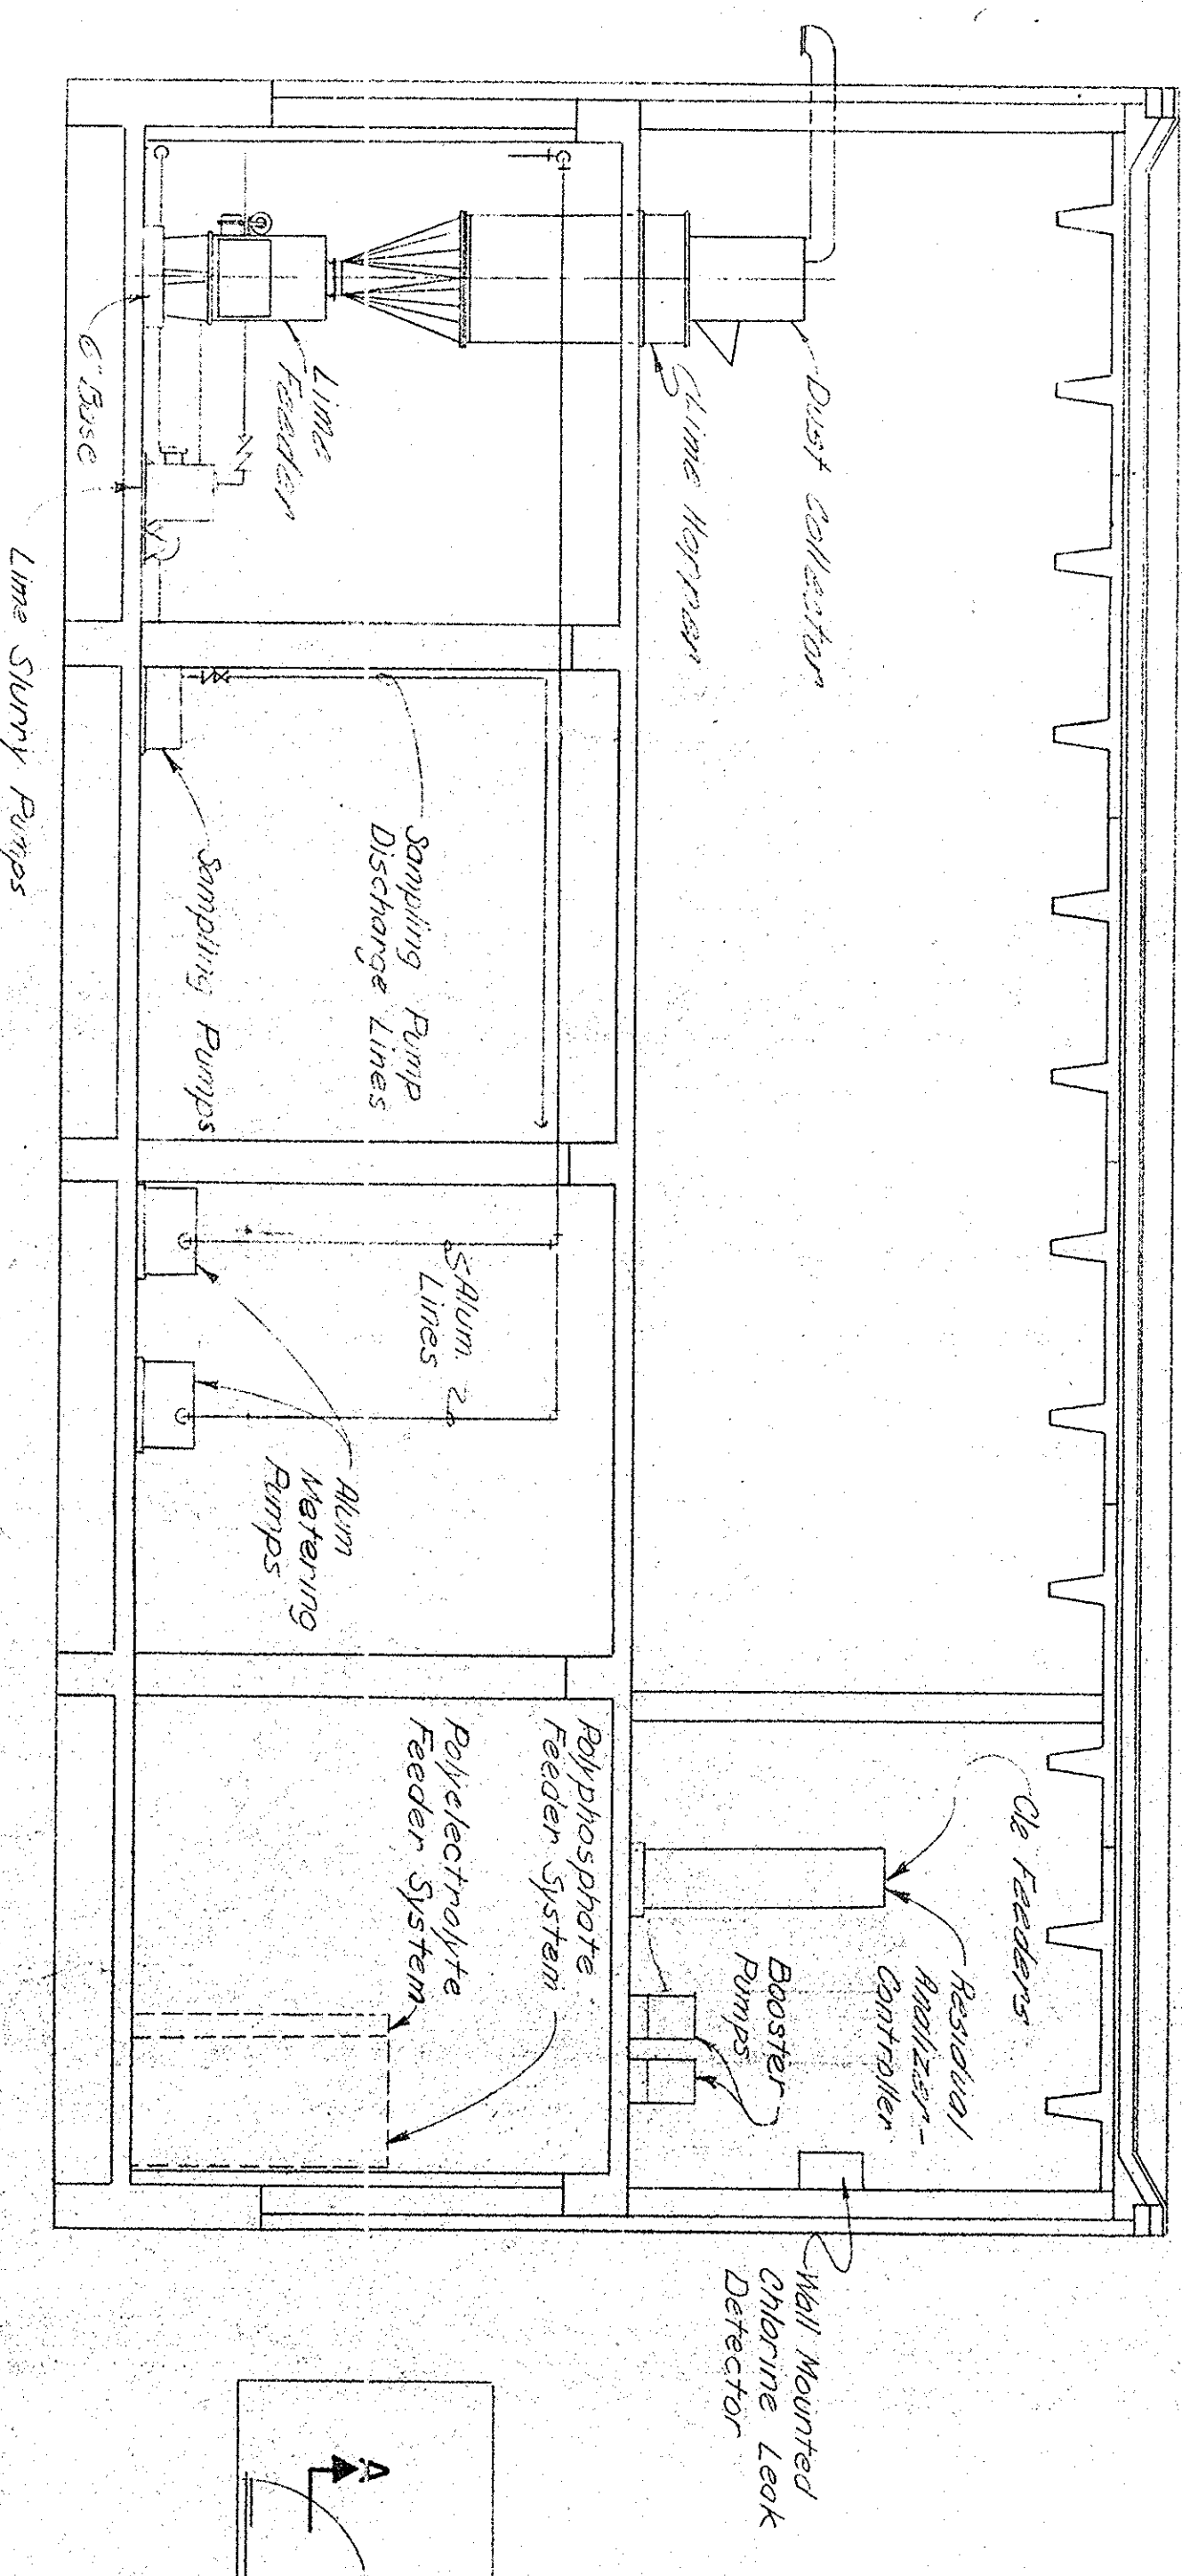 Dust Collector
Lime Hopper
Lime
Feeder
6" Base
Lime Slurry Pumps
Sampling Pump
Discharge Lines
Sampling Pumps
Alum
Lines
Alum
Metering
Pumps
Polyphosphate
Feeder System
Polyelectrolyte
Feeder System
Cl2 Feeders
Residual
Analizer-
Controller
Booster
Pumps
Wall Mounted
Chlorine Leak
Detector
A